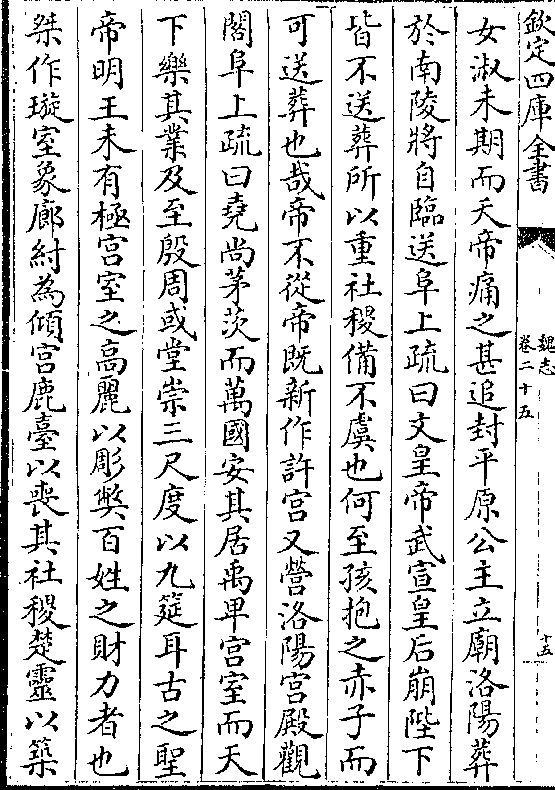 欽定四庫全書
魏志
卷二十五
十五
女淑未期而夭帝痛之甚追封平原公主立廟洛陽葬
於南陵將自臨送阜上疏曰文皇帝武宣皇后崩陛下
皆不送葬所以重社稷備不虞也何至孩抱之赤子而
可送葬也哉帝不從帝既新作許宫又營洛陽宫殿觀
閣阜上疏曰堯尚茅茨而萬國安其居禹卑宫室而天
下樂其業及至殷周或堂崇三尺度以九筵耳古之聖
帝明王未有極宫室之高麗以彫弊百姓之財力者也
桀作璇室象廊紂為傾宫鹿臺以喪其社稷楚靈以築